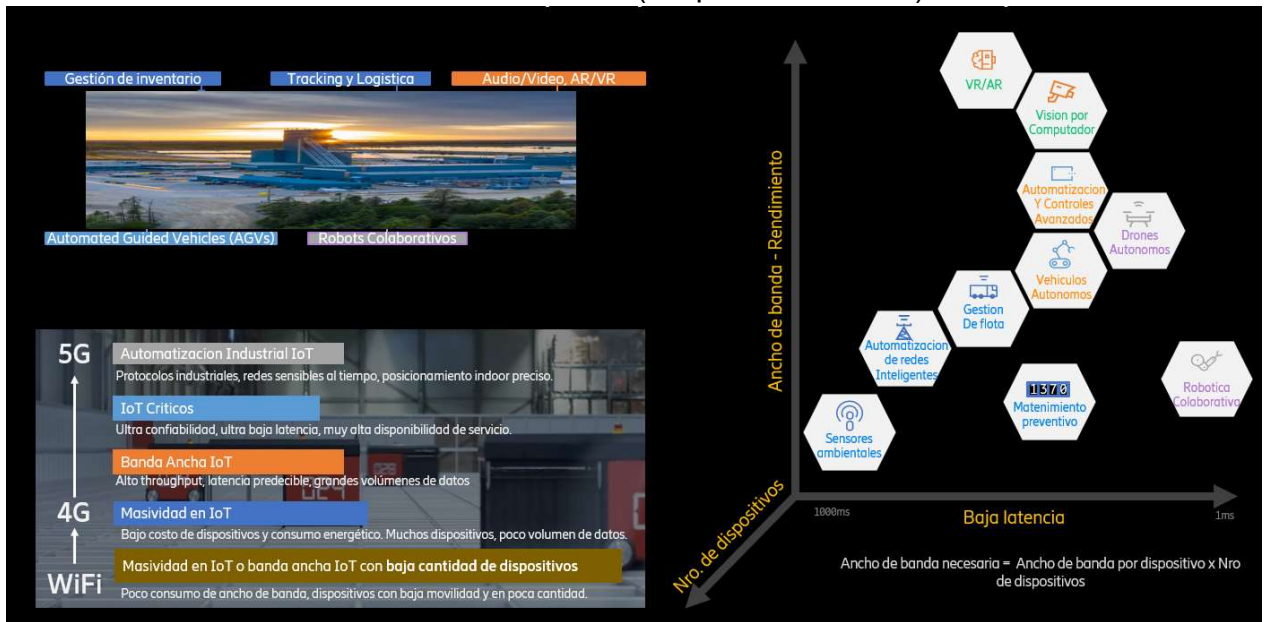 Gestión de inventario
Tracking y Logistica
Audio/Video, AR/VR
Automated Guided Vehicles (AGVs)
Robots Colaborativos
5G
Automatizacion Industrial IoT
Protocolos industriales, redes sensibles al tiempo, posicionamiento indoor preciso.
IoT Criticos
Ultra confiabilidad, ultra baja latencia, muy alta disponibilidad de servicio.
Banda Ancha IoT
Alto throughput, latencia predecible, grandes volúmenes de datos
4G
Masividad en IoT
Bajo costo de dispositivos y consumo energético. Muchos dispositivos, poco volumen de datos.
WiFi
Masividad en IoT o banda ancha IoT con baja cantidad de dispositivos
Poco consumo de ancho de banda, dispositivos con baja movilidad y en poca cantidad.
Ancho de banda - Rendimiento
VR/AR
Vision por
Computador
Automatizacion
Y Controles
Avanzados
Drones
Autonomos
Vehiculos
Autonomos
Gestion
De flota
Automatizacion
de redes
Inteligentes
1370
Matenimiento
preventivo
Robotica
Colaborativa
Sensores
ambientales
Nro. de dispositivos
1000ms
Baja latencia
1ms
Ancho de banda necesaria = Ancho de banda por dispositivo x Nro
de dispositivos